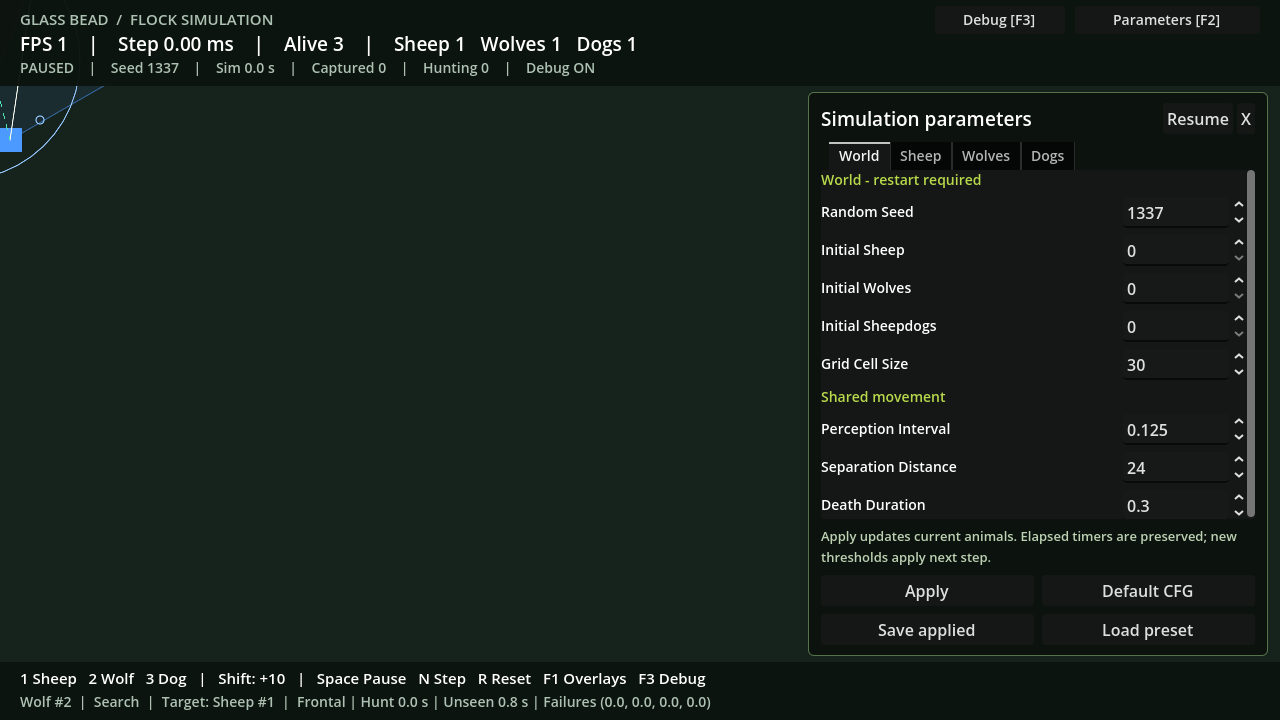 GLASS BEAD / FLOCK SIMULATION
FPS 1 | Step 0.00 ms | Alive 3 | Sheep 1 Wolves 1 Dogs 1
PAUSED | Seed 1337 | Sim 0.0 s | Captured 0 | Hunting 0 | Debug ON
Debug [F3] Parameters [F2]
Simulation parameters Resume X
World Sheep Wolves Dogs
World - restart required
Random Seed 1337
Initial Sheep 0
Initial Wolves 0
Initial Sheepdogs 0
Grid Cell Size 30
Shared movement
Perception Interval 0.125
Separation Distance 24
Death Duration 0.3
Apply updates current animals. Elapsed timers are preserved; new
thresholds apply next step.
Apply Default CFG
Save applied Load preset
1 Sheep 2 Wolf 3 Dog | Shift: +10 | Space Pause N Step R Reset F1 Overlays F3 Debug
Wolf #2 | Search | Target: Sheep #1 | Frontal | Hunt 0.0 s | Unseen 0.8 s | Failures (0.0, 0.0, 0.0, 0.0)